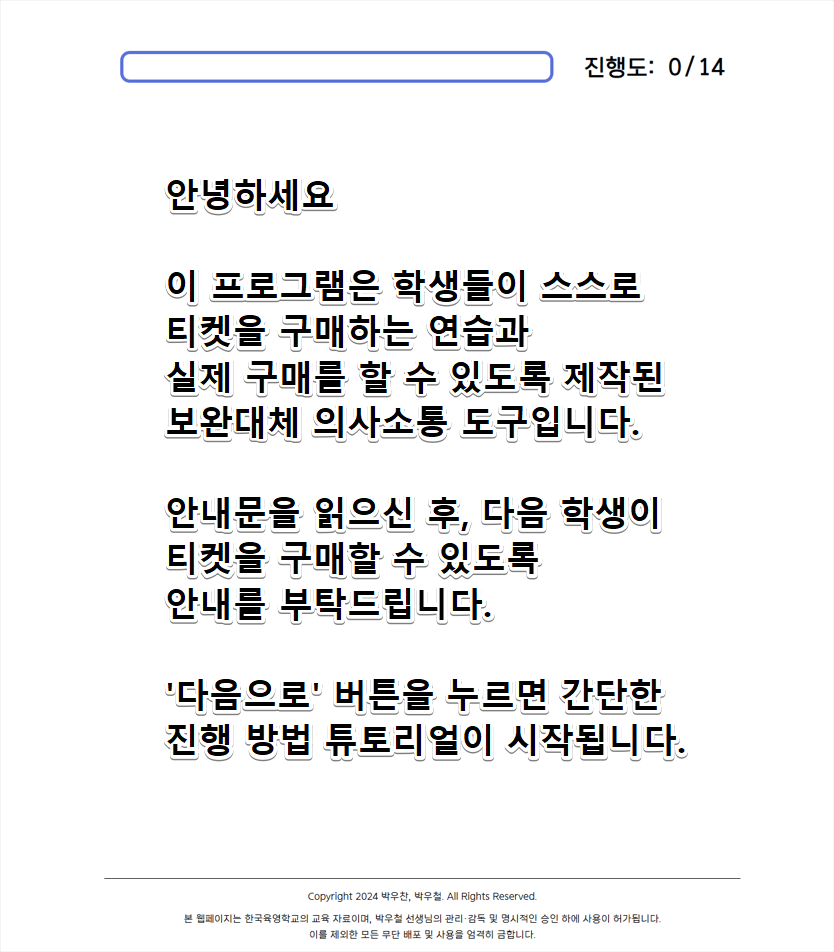 진행도: 0/14
안녕하세요
이 프로그램은 학생들이 스스로
티켓을 구매하는 연습과
실제 구매를 할 수 있도록 제작된
보완대체 의사소통 도구입니다.
안내문을 읽으신 후, 다음 학생이
티켓을 구매할 수 있도록
안내를 부탁드립니다.
'다음으로' 버튼을 누르면 간단한
진행 방법 튜토리얼이 시작됩니다.
Copyright 2024 박우찬, 박우철. All Rights Reserved.
본 웹페이지는 한국육영학교의 교육 자료이며, 박우철 선생님의 관리·감독 및 명시적인 승인 하에 사용이 허가됩니다.
이를 제외한 모든 무단 배포 및 사용을 엄격히 금합니다.